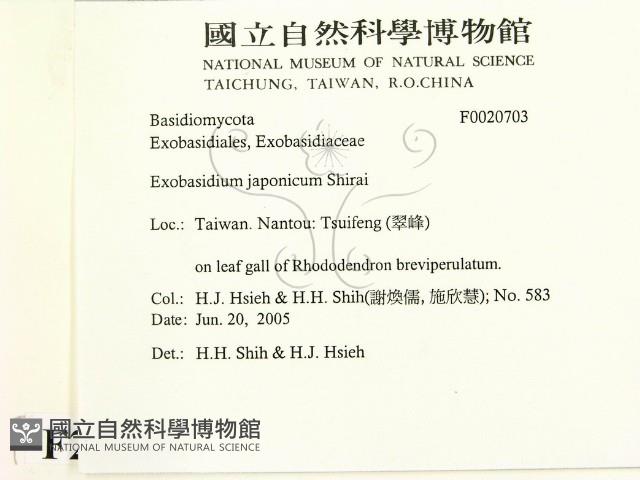 國立自然科學博物館
NATIONAL MUSEUM OF NATURAL SCIENCE
TAICHUNG, TAIWAN, R.O.CHINA
Basidiomycota F0020703
Exobasidiales, Exobasidiaceae
Exobasidium japonicum Shirai
Loc.: Taiwan. Nantou: Tsuifeng (翠峰)
on leaf gall of Rhododendron breviperulatum.
Col.: H.J. Hsieh & H.H. Shih(謝煥儒, 施欣慧); No. 583
Date: Jun. 20, 2005
Det.: H.H. Shih & H.J. Hsieh
國立自然科學博物館
NATIONAL MUSEUM OF NATURAL SCIENCE